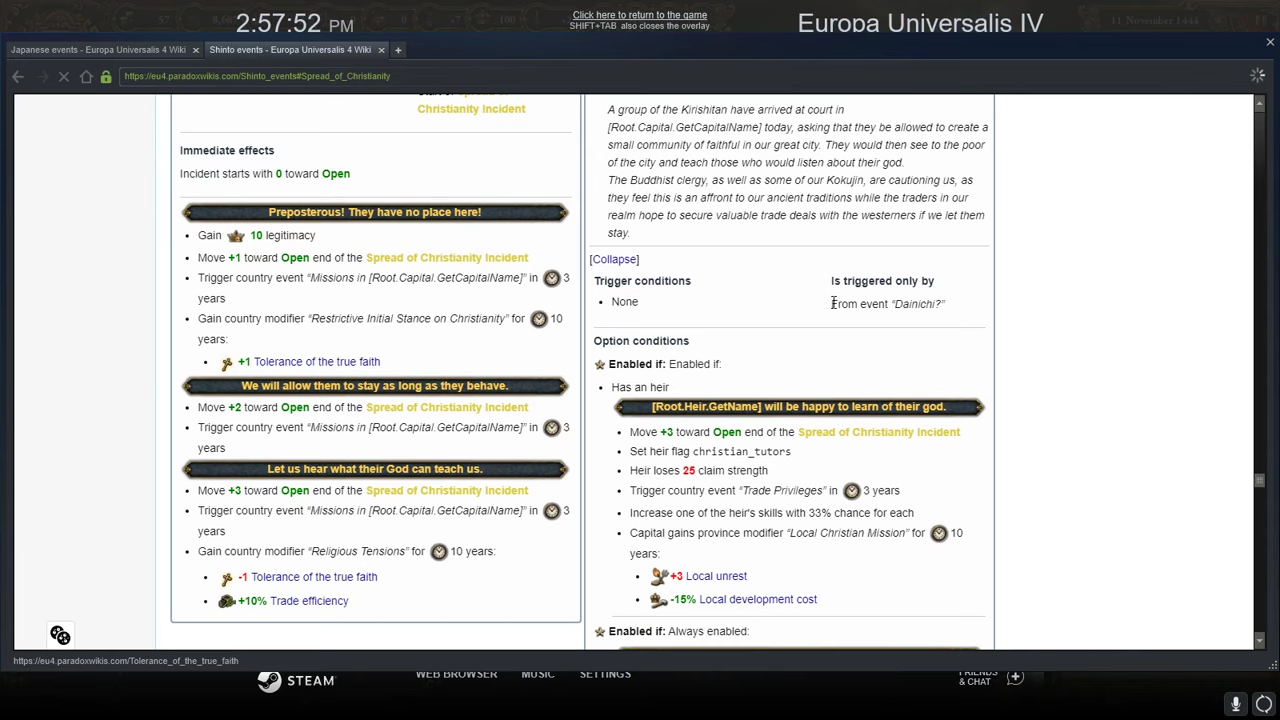 2:57:52 PM
Click here to return to the game
SHIFT+TAB also closes the overlay
Europa Universalis IV
11 November 1444
Japanese events - Europa Universalis 4 Wiki
Shinto events - Europa Universalis 4 Wiki
https://eu4.paradoxwikis.com/Shinto_events#Spread_of_Christianity
Christianity Incident
Immediate effects
Incident starts with 0 toward Open
Preposterous! They have no place here!
Gain 10 legitimacy
Move +1 toward Open end of the Spread of Christianity Incident
Trigger country event “Missions in [Root.Capital.GetCapitalName]” in 3
years
Gain country modifier “Restrictive Initial Stance on Christianity” for 10
years:
+1 Tolerance of the true faith
We will allow them to stay as long as they behave.
Move +2 toward Open end of the Spread of Christianity Incident
Trigger country event “Missions in [Root.Capital.GetCapitalName]” in 3
years
Let us hear what their God can teach us.
Move +3 toward Open end of the Spread of Christianity Incident
Trigger country event “Missions in [Root.Capital.GetCapitalName]” in 3
years
Gain country modifier “Religious Tensions” for 10 years:
-1 Tolerance of the true faith
+10% Trade efficiency
A group of the Kirishitan have arrived at court in
[Root.Capital.GetCapitalName] today, asking that they be allowed to create a
small community of faithful in our great city. They would then see to the poor
of the city and teach those who would listen about their god.
The Buddhist clergy, as well as some of our Kokujin, are cautioning us, as
they feel this is an affront to our ancient traditions while the traders in our
realm hope to secure valuable trade deals with the westerners if we let them
stay.
[Collapse]
Trigger conditions
None
Is triggered only by
From event “Dainichi?”
Option conditions
Enabled if: Enabled if:
Has an heir
[Root.Heir.GetName] will be happy to learn of their god.
Move +3 toward Open end of the Spread of Christianity Incident
Set heir flag christian_tutors
Heir loses 25 claim strength
Trigger country event “Trade Privileges” in 3 years
Increase one of the heir's skills with 33% chance for each
Capital gains province modifier “Local Christian Mission” for 10
years:
+3 Local unrest
-15% Local development cost
Enabled if: Always enabled:
https://eu4.paradoxwikis.com/Tolerance_of_the_true_faith
STEAM
WEB BROWSER
MUSIC
SETTINGS
FRIENDS
& CHAT